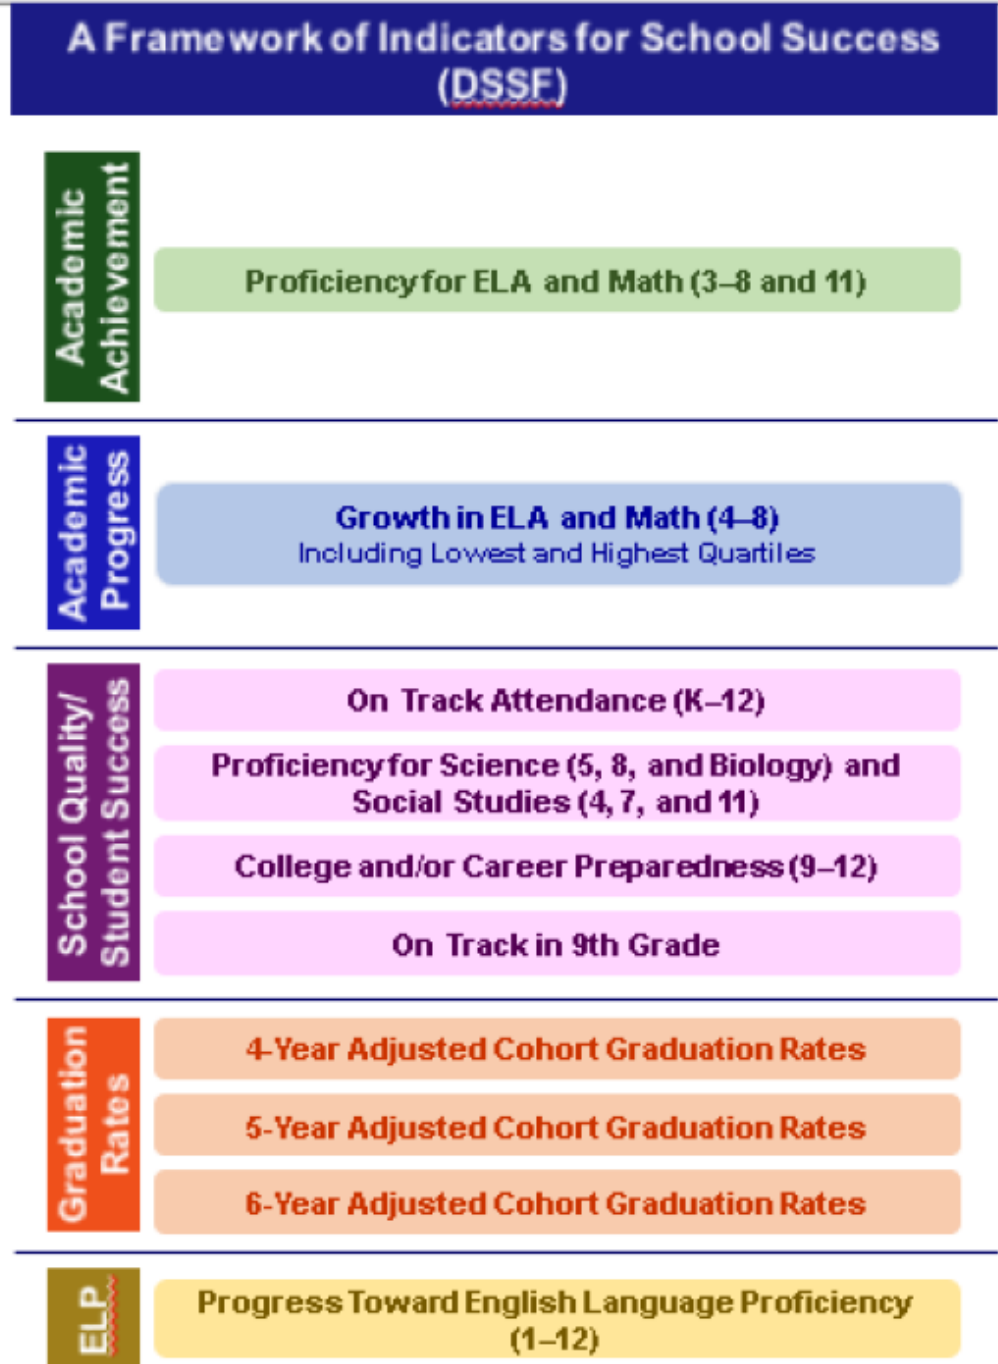 A Framework of Indicators for School Success
(DSSF)
Academic
Achievement
Proficiency for ELA and Math (3–8 and 11)
Academic
Progress
Growth in ELA and Math (4–8)
Including Lowest and Highest Quartiles
School Quality/
Student Success
On Track Attendance (K–12)
Proficiency for Science (5, 8, and Biology) and
Social Studies (4, 7, and 11)
College and/or Career Preparedness (9–12)
On Track in 9th Grade
Graduation
Rates
4-Year Adjusted Cohort Graduation Rates
5-Year Adjusted Cohort Graduation Rates
6-Year Adjusted Cohort Graduation Rates
ELP
Progress Toward English Language Proficiency
(1–12)